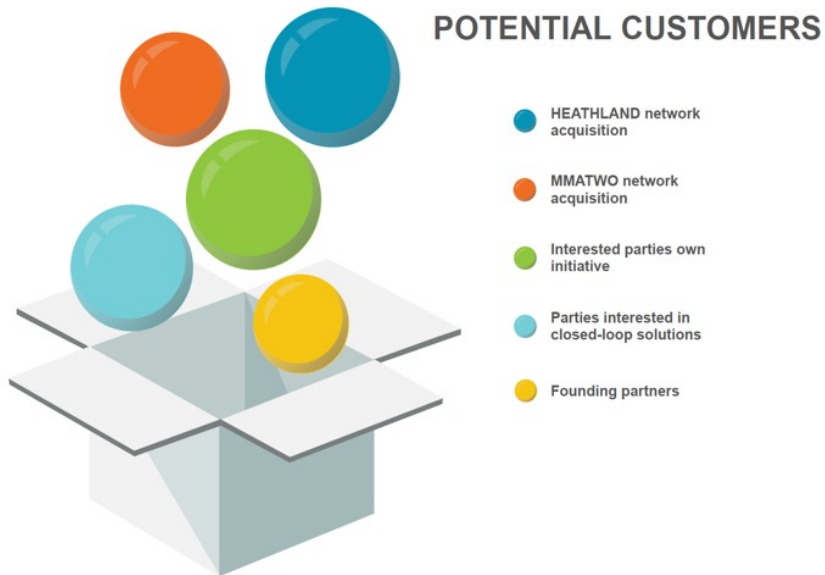 POTENTIAL CUSTOMERS
HEATHLAND network
acquisition
MMATWO network
acquisition
Interested parties own
initiative
Parties interested in
closed-loop solutions
Founding partners